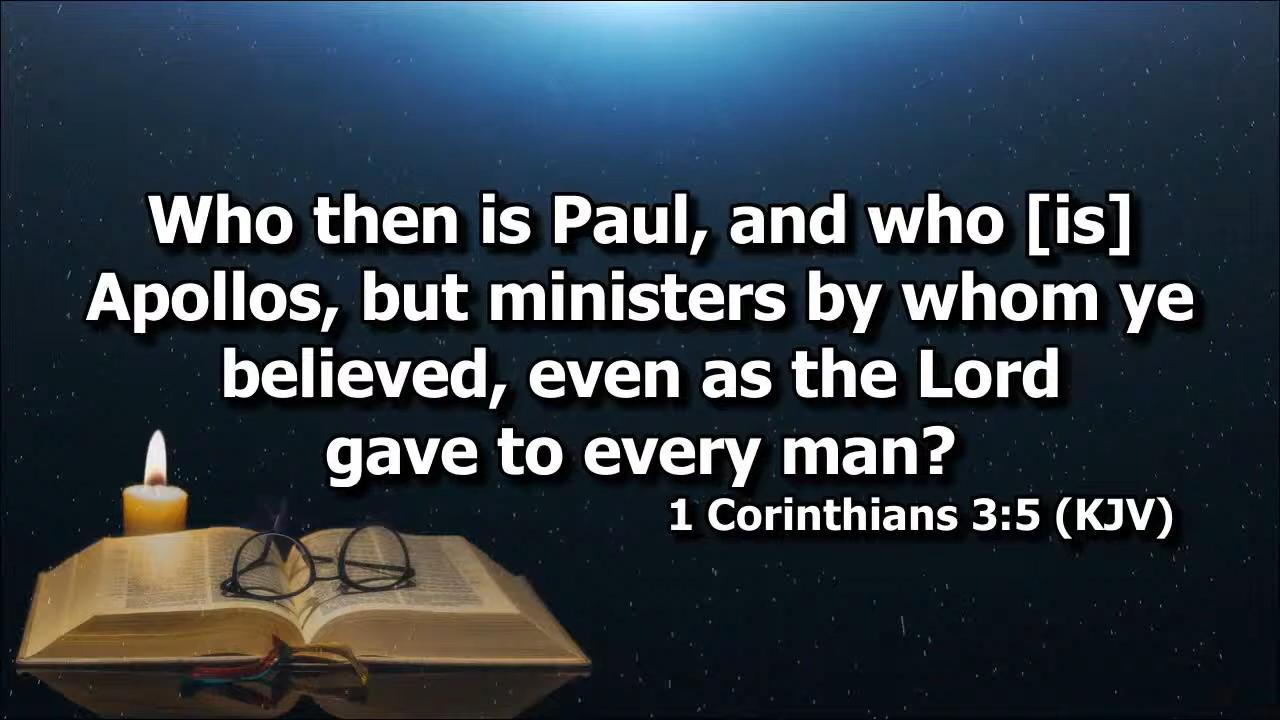 Who then is Paul, and who [is]
Apollos, but ministers by whom ye
believed, even as the Lord
gave to every man?
1 Corinthians 3:5 (KJV)